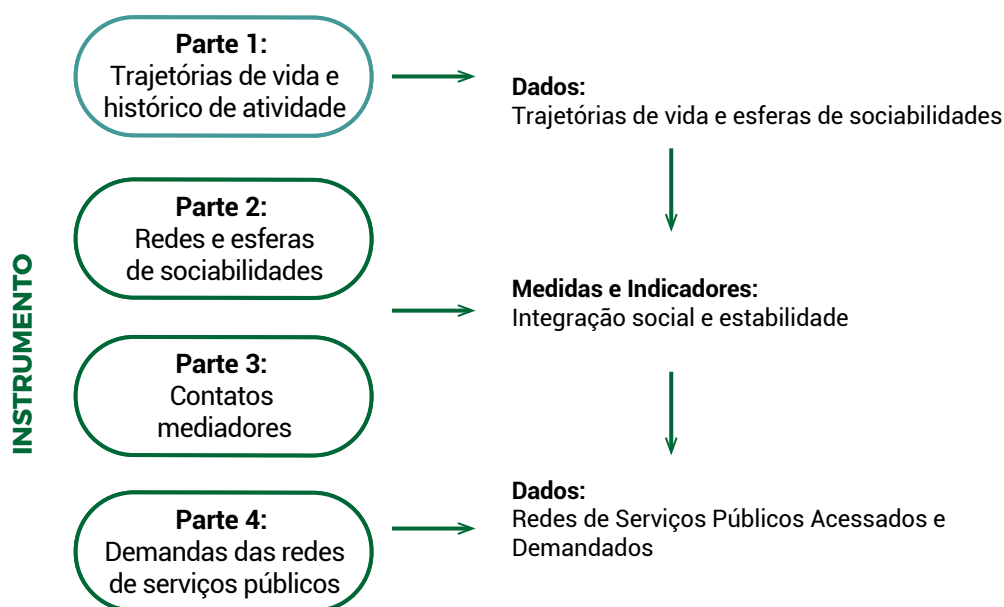 INSTRUMENTO
Parte 1:
Trajetórias de vida e
histórico de atividade
Dados:
Trajetórias de vida e esferas de sociabilidades
Parte 2:
Redes e esferas
de sociabilidades
Medidas e Indicadores:
Integração social e estabilidade
Parte 3:
Contatos
mediadores
Parte 4:
Demandas das redes
de serviços públicos
Dados:
Redes de Serviços Públicos Acessados e
Demandados